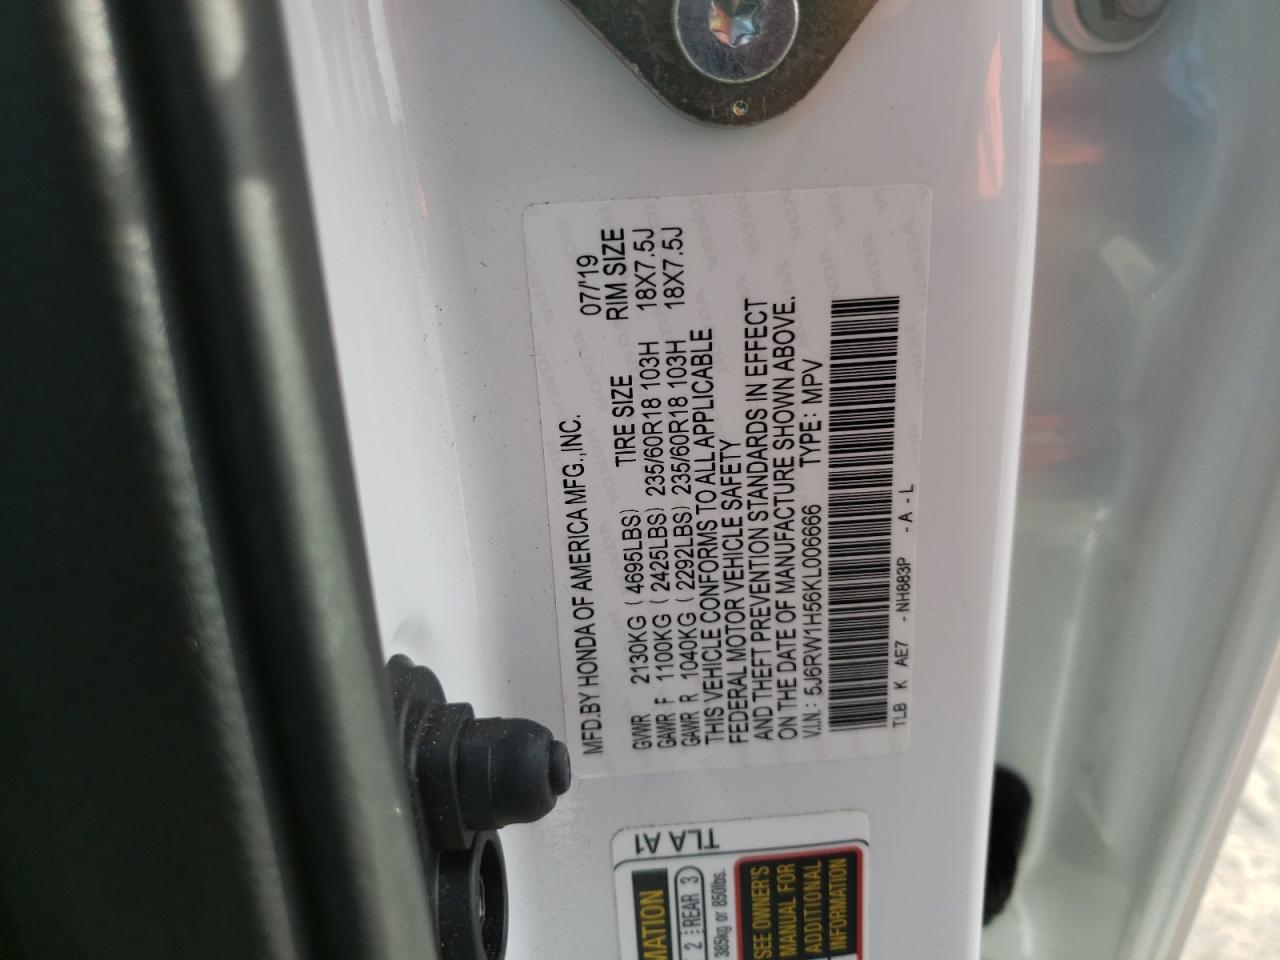 MFD.BY HONDA OF AMERICA MFG.,INC. 07/'19
TIRE SIZE RIM SIZE
GVWR 2130KG ( 4695LBS)
GAWR F 1100KG ( 2425LBS) 235/60R18 103H 18X7.5J
GAWR R 1040KG ( 2292LBS) 235/60R18 103H 18X7.5J
THIS VEHICLE CONFORMS TO ALL APPLICABLE
FEDERAL MOTOR VEHICLE SAFETY
AND THEFT PREVENTION STANDARDS IN EFFECT
ON THE DATE OF MANUFACTURE SHOWN ABOVE.
V.I.N.: 5J6RW1H56KL006666 TYPE: MPV
TLB K AE7 - NH883P - A - L
TLA A1
MATION
2 REAR 3
385kg or 850lbs.
SEE OWNER'S
MANUAL FOR
ADDITIONAL
INFORMATION